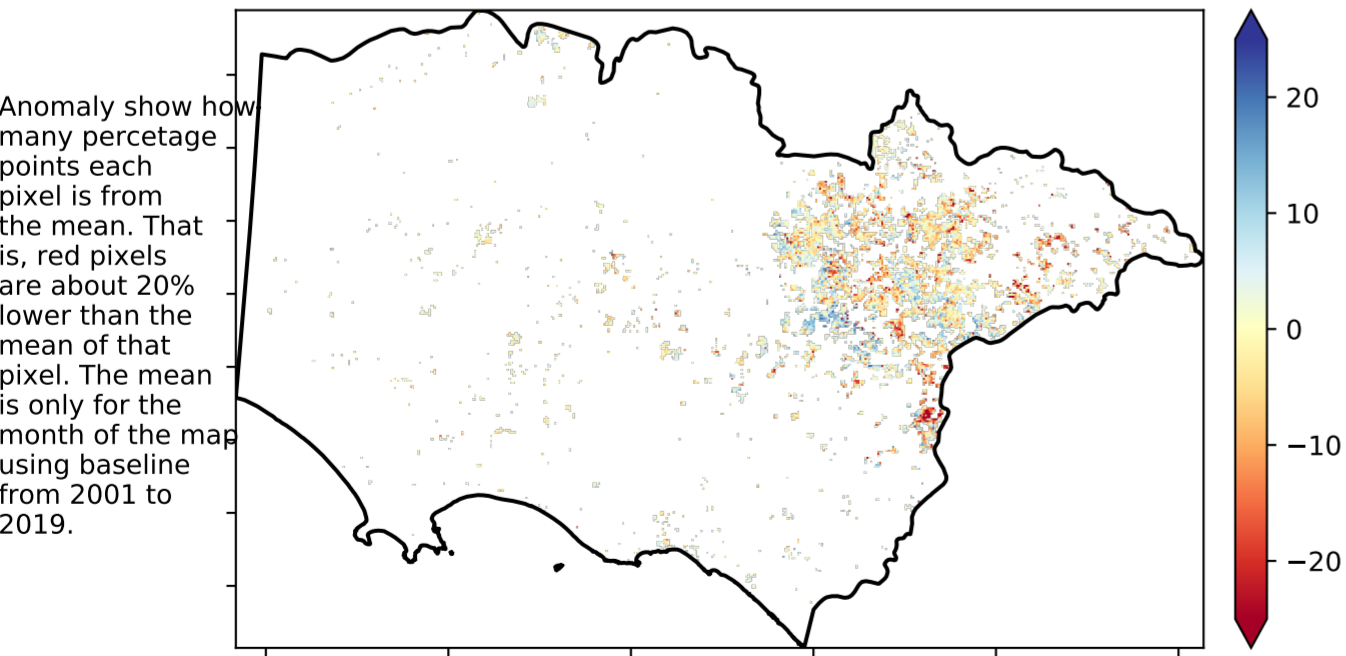 Anomaly show how
many percetage
points each
pixel is from
the mean. That
is, red pixels
are about 20%
lower than the
mean of that
pixel. The mean
is only for the
month of the map
using baseline
from 2001 to
2019.
20
10
0
−10
−20